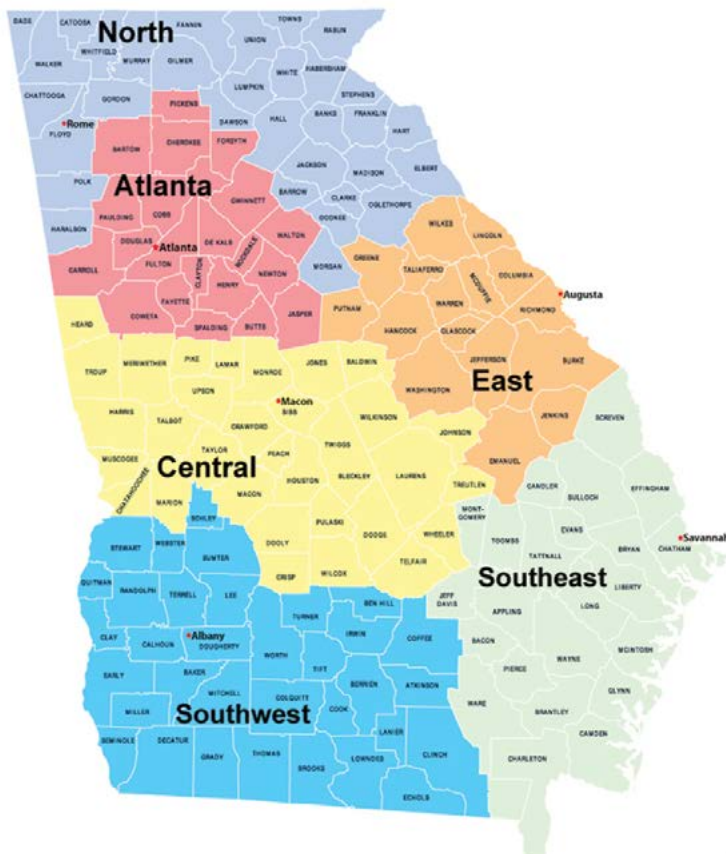 North
DADE
CATOOSA
WHITFIELD
MURRAY
FANNIN
GILMER
UNION
TOWNS
RABUN
WALKER
LUMPKIN
WHITE
HABERSHAM
STEPHENS
CHATTOOGA
GORDON
PICKENS
DAWSON
HALL
BANKS
FRANKLIN
HART
Rome
FLOYD
BARTOW
CHEROKEE
FORSYTH
JACKSON
MADISON
ELBERT
POLK
Atlanta
GWINNETT
BARROW
CLARKE
OCONEE
OGLETHORPE
HARALSON
PAULDING
COBB
DOUGLAS
Atlanta
DE KALB
ROCKDALE
WALTON
WILKES
LINCOLN
CARROLL
FULTON
CLAYTON
HENRY
NEWTON
MORGAN
GREENE
TALIAFERRO
MCDUFFIE
COLUMBIA
Augusta
COWETA
FAYETTE
SPALDING
BUTTS
JASPER
PUTNAM
HANCOCK
WARREN
GLASCOCK
RICHMOND
HEARD
TROUP
MERIWETHER
PIKE
LAMAR
MONROE
JONES
BALDWIN
JEFFERSON
BURKE
East
WASHINGTON
UPSON
Macon
BIBB
HARRIS
TALBOT
CRAWFORD
WILKINSON
JOHNSON
JENKINS
SCREVEN
MUSCOGEE
TAYLOR
PEACH
TWIGGS
Central
CHATAHOOCHEE
MARION
MACON
HOUSTON
BLECKLEY
LAURENS
TREUTLEN
EMANUEL
CANDLER
BULLOCH
EFFINGHAM
SCHLEY
DOOLY
PULASKI
DODGE
WHEELER
MONT-
GOMERY
TOOMBS
EVANS
TATTNALL
BRYAN
CHATHAM
Savannah
STEWART
WEBSTER
SUMTER
CRISP
WILCOX
TELFAIR
Southeast
QUITMAN
RANDOLPH
TERRELL
LEE
TURNER
BEN HILL
JEFF
DAVIS
APPLING
LONG
LIBERTY
CLAY
CALHOUN
Albany
DOUGHERTY
WORTH
IRWIN
COFFEE
BACON
MCINTOSH
EARLY
BAKER
MITCHELL
TIFT
BERRIEN
ATKINSON
PIERCE
WAYNE
GLYNN
MILLER
Southwest
COLQUITT
COOK
LANIER
WARE
BRANTLEY
CAMDEN
SEMINOLE
DECATUR
GRADY
THOMAS
BROOKS
LOWNDES
CLINCH
ECHOLS
CHARLETON